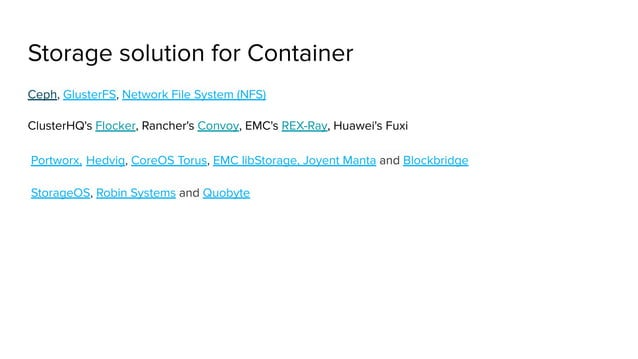 Storage solution for Container
Ceph, GlusterFS, Network File System (NFS)
ClusterHQ's Flocker, Rancher's Convoy, EMC's REX-Ray, Huawei's Fuxi
Portworx, Hedvig, CoreOS Torus, EMC libStorage, Joyent Manta and Blockbridge
StorageOS, Robin Systems and Quobyte